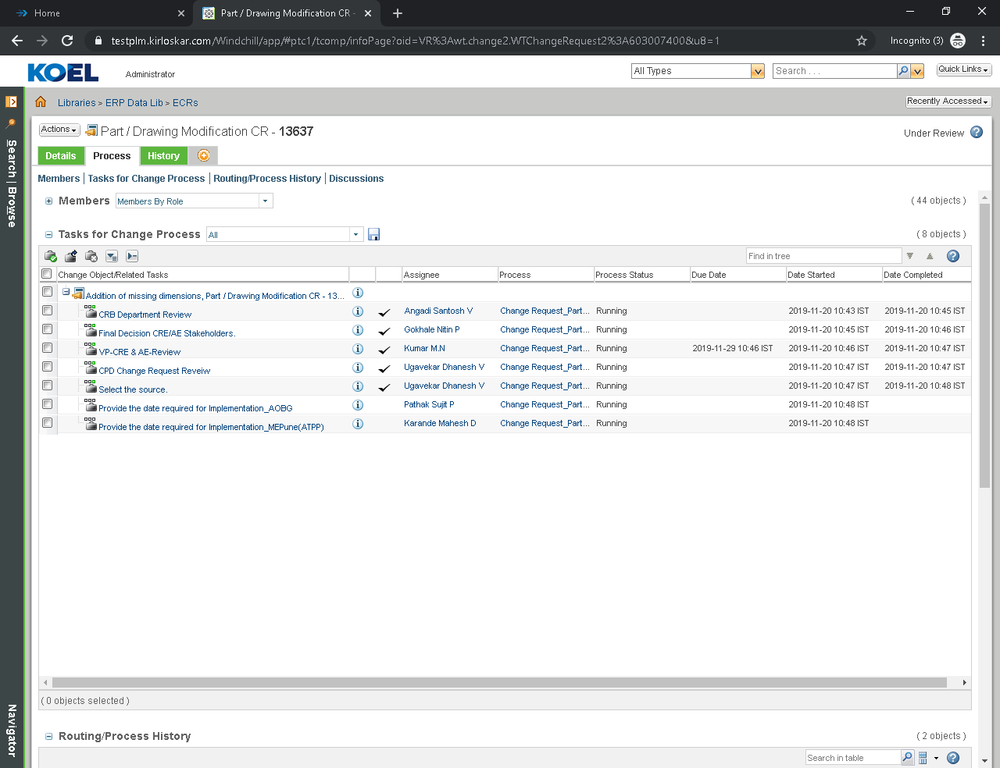 Home
Part / Drawing Modification CR -
testplm.kirloskar.com/Windchill/app/#ptc1/tcomp/infoPage?oid=VR%3Awt.change2.WTChangeRequest2%3A603007400&u8=1
Incognito (3)
KOEL
Administrator
All Types
Search . . .
Quick Links
Libraries > ERP Data Lib > ECRs
Recently Accessed
Actions
Part / Drawing Modification CR - 13637
Under Review
Details
Process
History
Members | Tasks for Change Process | Routing/Process History | Discussions
Members
Members By Role
( 44 objects )
Tasks for Change Process
All
( 8 objects )
Find in tree
Change Object/Related Tasks Assignee Process Process Status Due Date Date Started Date Completed
Addition of missing dimensions, Part / Drawing Modification CR - 13...
CRB Department Review Angadi Santosh V Change Request_Part... Running 2019-11-20 10:43 IST 2019-11-20 10:45 IST
Final Decision CRE/AE Stakeholders. Gokhale Nitin P Change Request_Part... Running 2019-11-20 10:45 IST 2019-11-20 10:46 IST
VP-CRE & AE-Review Kumar M.N Change Request_Part... Running 2019-11-29 10:46 IST 2019-11-20 10:46 IST 2019-11-20 10:47 IST
CPD Change Request Reveiw Ugavekar Dhanesh V Change Request_Part... Running 2019-11-20 10:47 IST 2019-11-20 10:47 IST
Select the source. Ugavekar Dhanesh V Change Request_Part... Running 2019-11-20 10:47 IST 2019-11-20 10:48 IST
Provide the date required for Implementation_AOBG Pathak Sujit P Change Request_Part... Running 2019-11-20 10:48 IST
Provide the date required for Implementation_MEPune(ATPP) Karande Mahesh D Change Request_Part... Running 2019-11-20 10:48 IST
( 0 objects selected )
Routing/Process History
( 2 objects )
Search in table
Search | Browse
Navigator